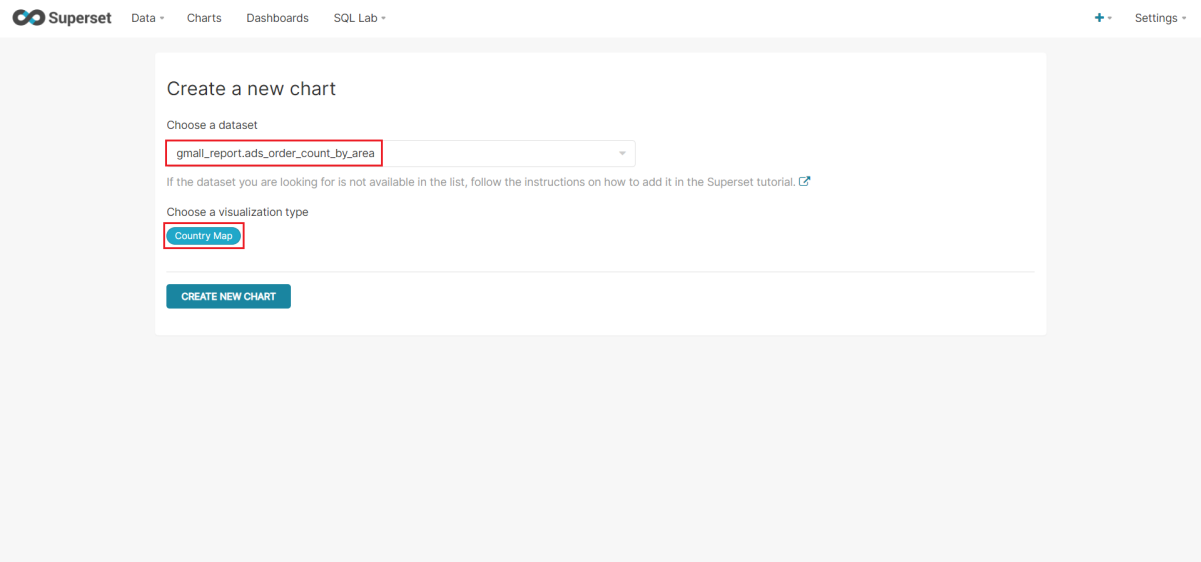 Superset Data Charts Dashboards SQL Lab + Settings
Create a new chart
Choose a dataset
gmall_report.ads_order_count_by_area
If the dataset you are looking for is not available in the list, follow the instructions on how to add it in the Superset tutorial.
Choose a visualization type
Country Map
CREATE NEW CHART